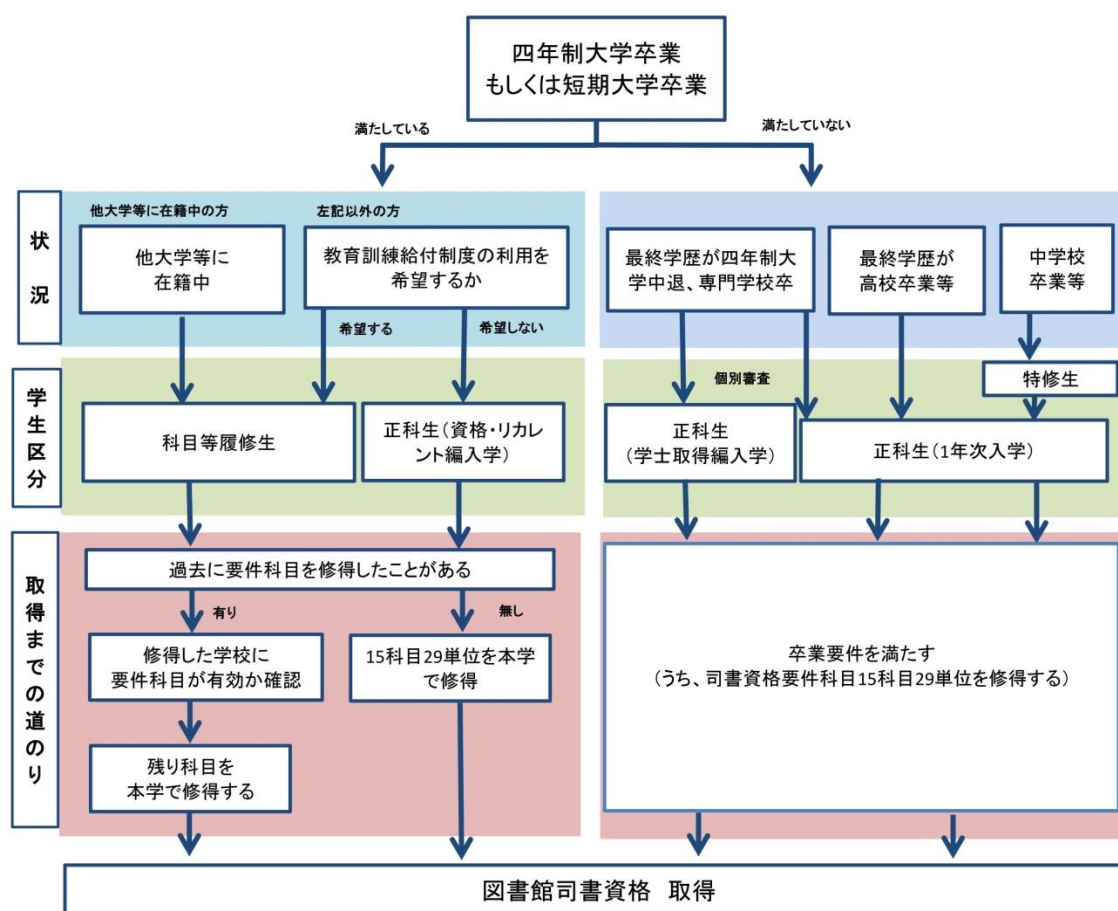 四年制大学卒業
もしくは短期大学卒業
満たしている
満たしていない
状況
他大学等に在籍中の方
左記以外の方
他大学等に
在籍中
教育訓練給付制度の利用を
希望するか
最終学歴が四年制大
学中退、専門学校卒
最終学歴が
高校卒業等
中学校
卒業等
希望する
希望しない
学生区分
個別審査
特修生
科目等履修生
正科生(資格・リカレ
ント編入学)
正科生
(学士取得編入学)
正科生(1年次入学)
取得までの道のり
過去に要件科目を修得したことがある
有り
無し
修得した学校に
要件科目が有効か確認
15科目29単位を本学
で修得
卒業要件を満たす
(うち、司書資格要件科目15科目29単位を修得する)
残り科目を
本学で修得する
図書館司書資格 取得